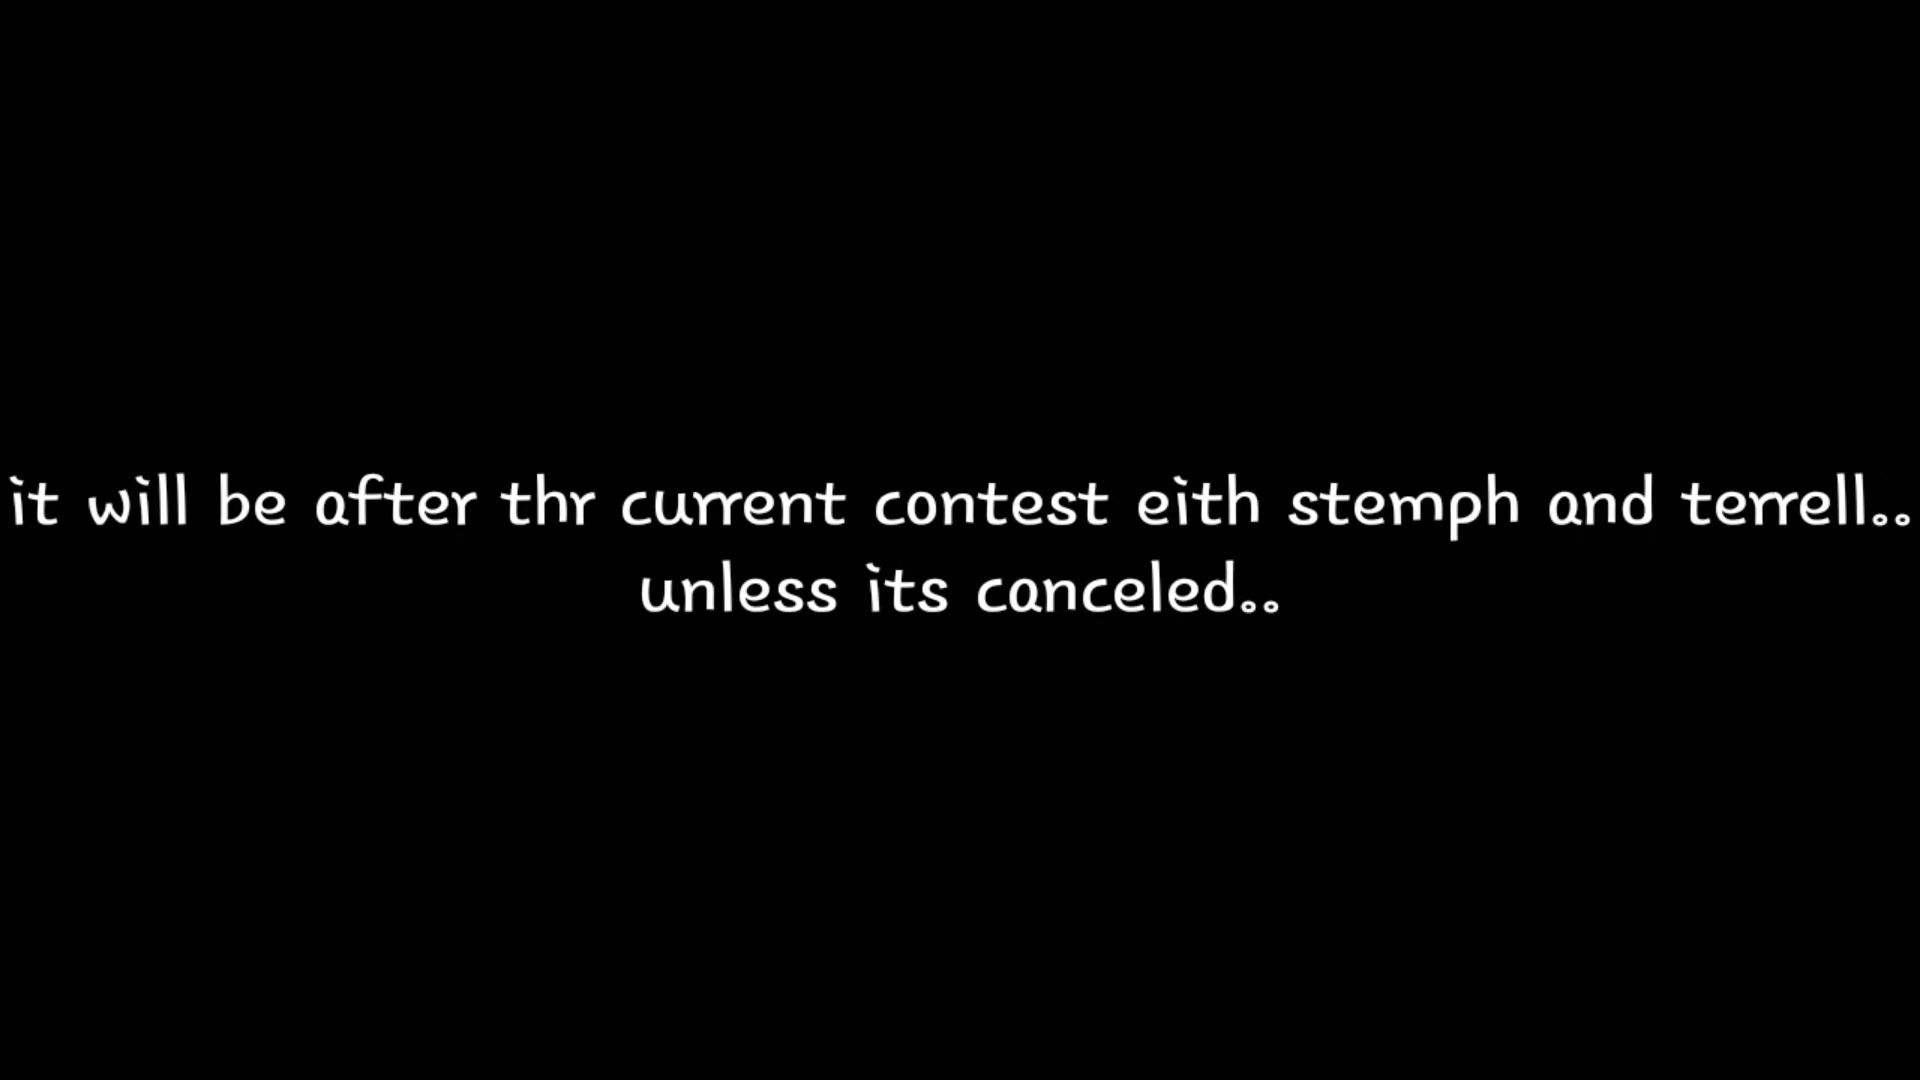 it will be after thr current contest eith stemph and terrell..
unless its canceled..